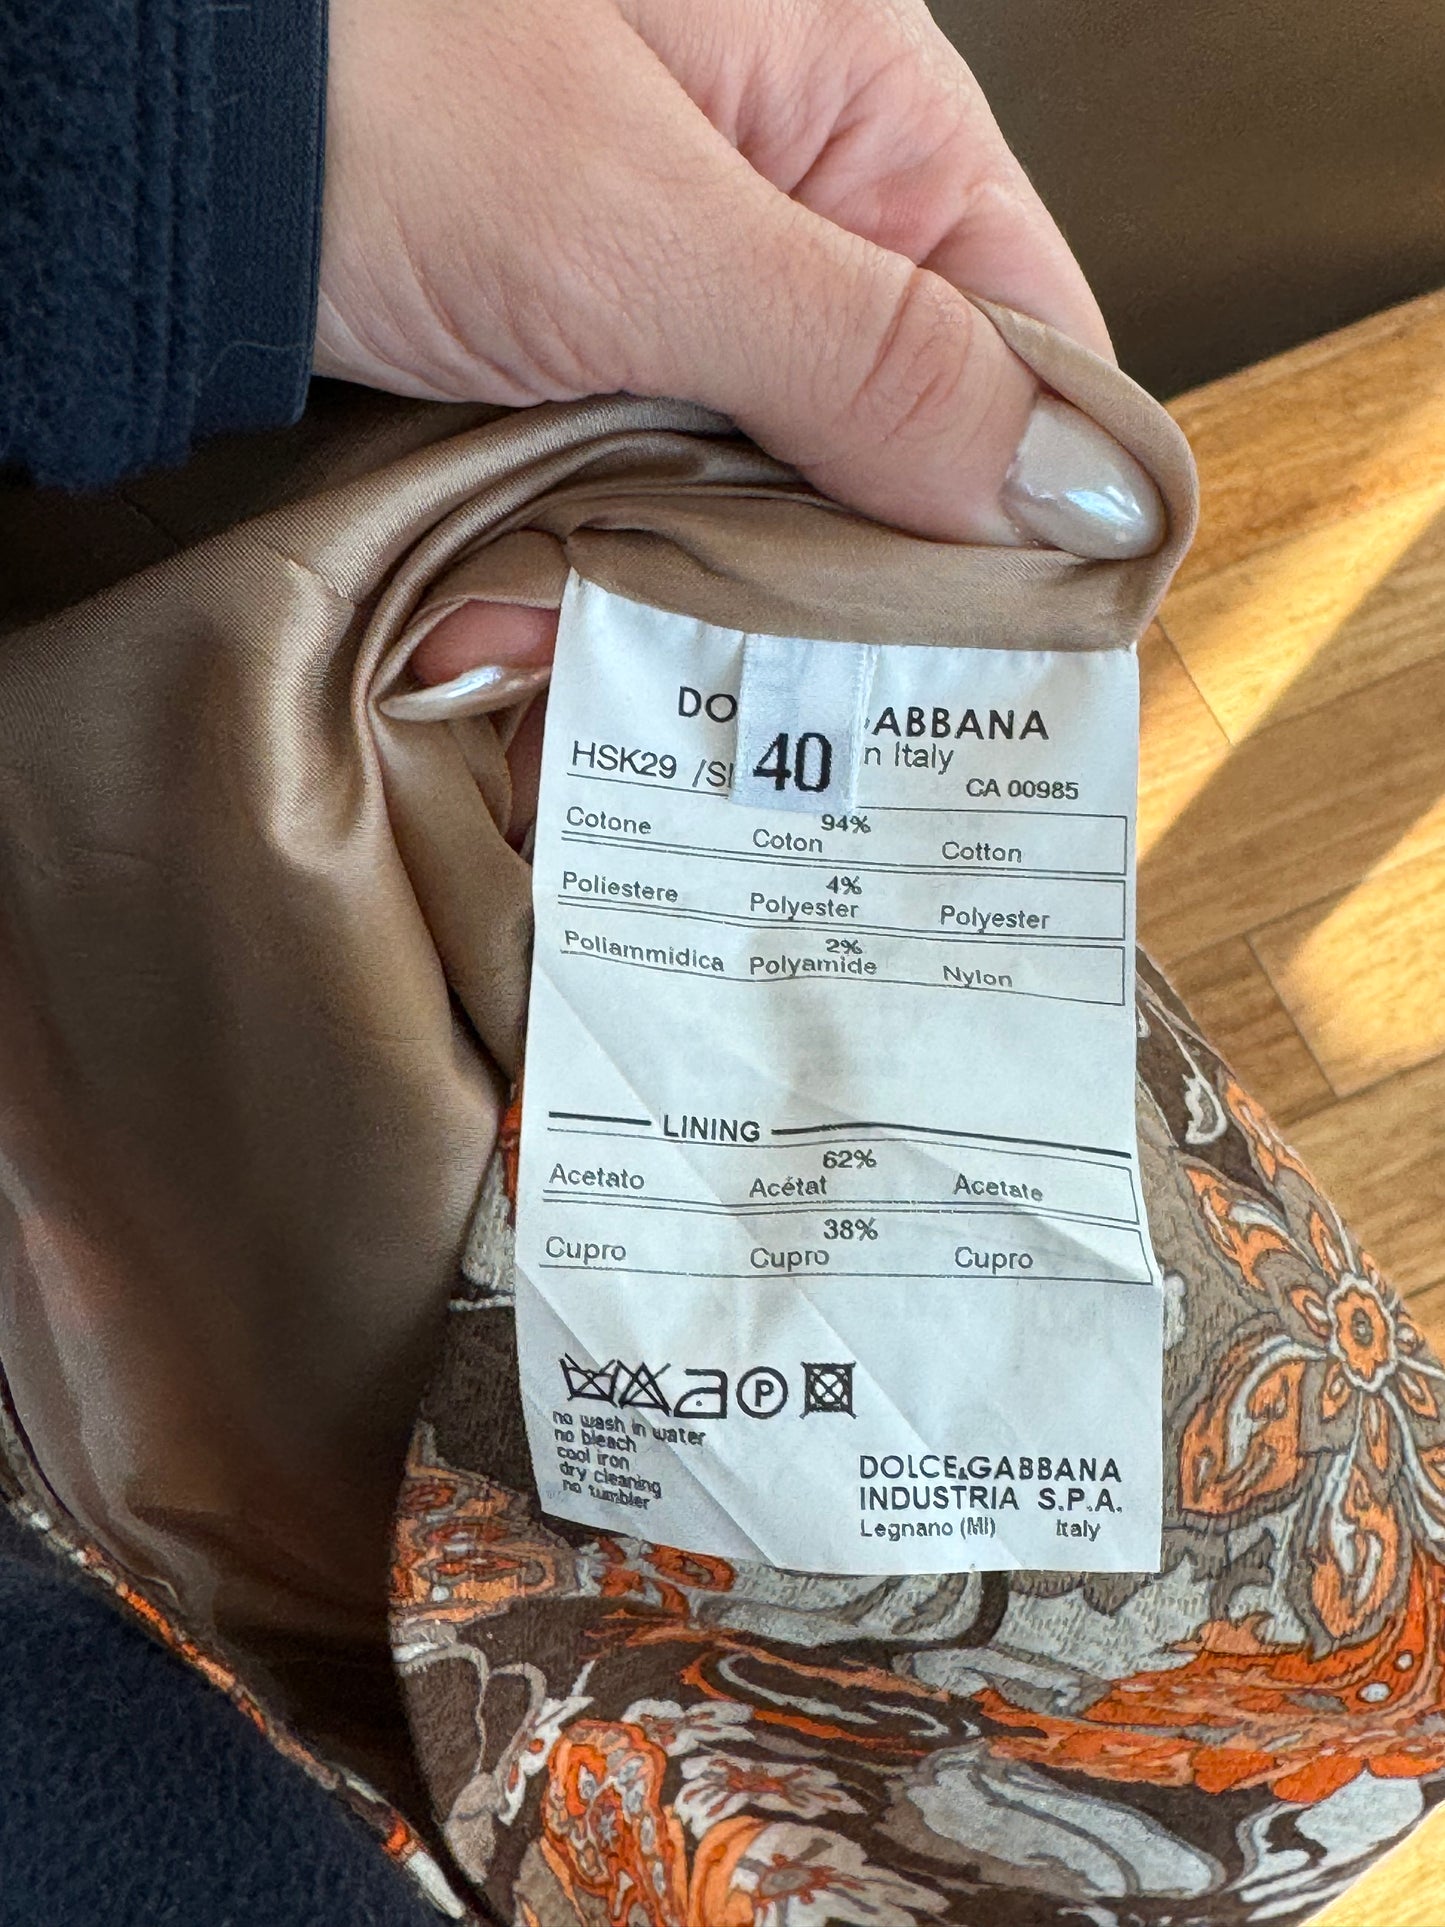 DO ABBANA
40
n Italy
HSK29 /S
CA 00985
94%
Cotone Coton Cotton
4%
Poliestere Polyester Polyester
2%
Poliammidica Polyamide Nylon
LINING
62%
Acetato Acétat Acetate
38%
Cupro Cupro Cupro
P
no wash in water
no bleach
cool iron
dry cleaning
no tumbler
DOLCE&GABBANA
INDUSTRIA S.P.A.
Legnano (MI) Italy